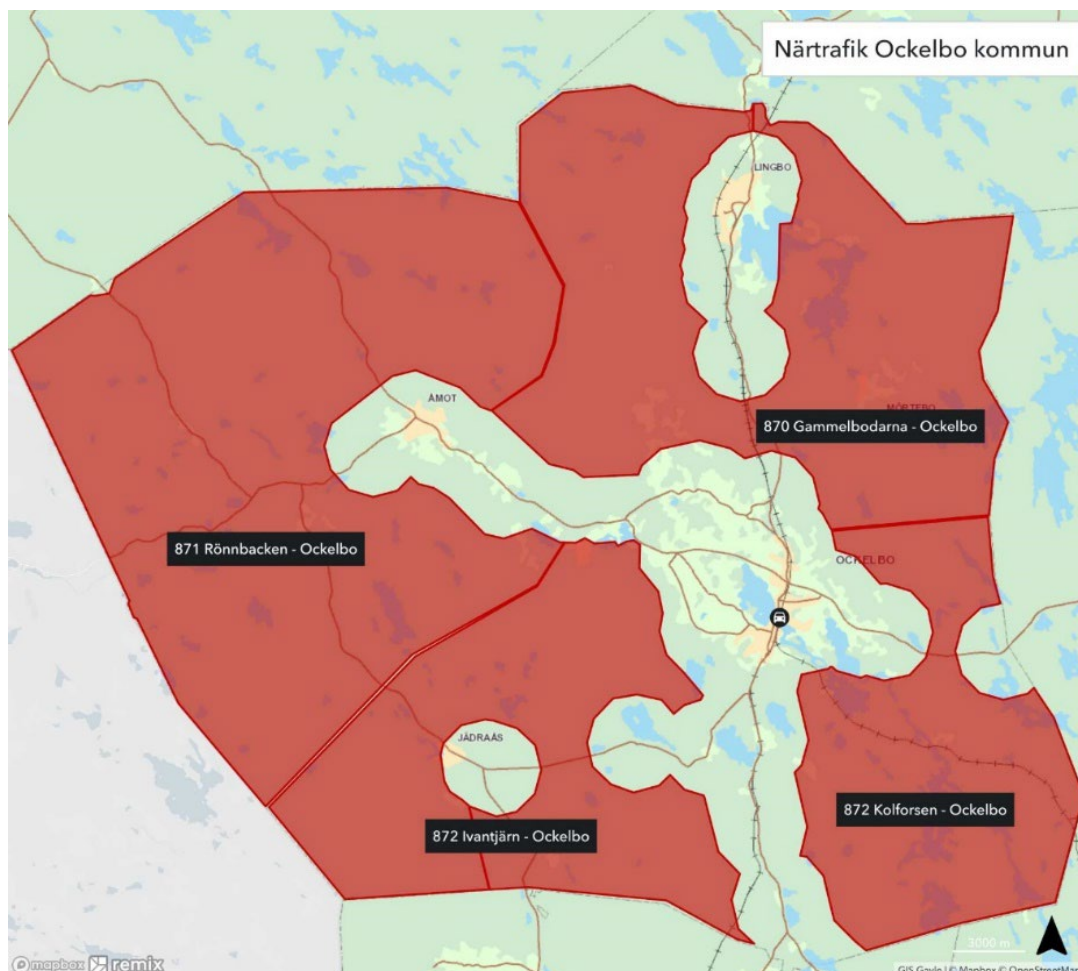 Närtrafik Ockelbo kommun
LINGBO
ÅMOT
MÖRTEBO
870 Gammelbodarna - Ockelbo
871 Rönnbacken - Ockelbo
OCKELBO
JÄDRAÅS
872 Kolforsen - Ockelbo
872 Ivantjärn - Ockelbo
3000 m
mapbox remix
GIS Gävle | © Mapbox © OpenStreetMap